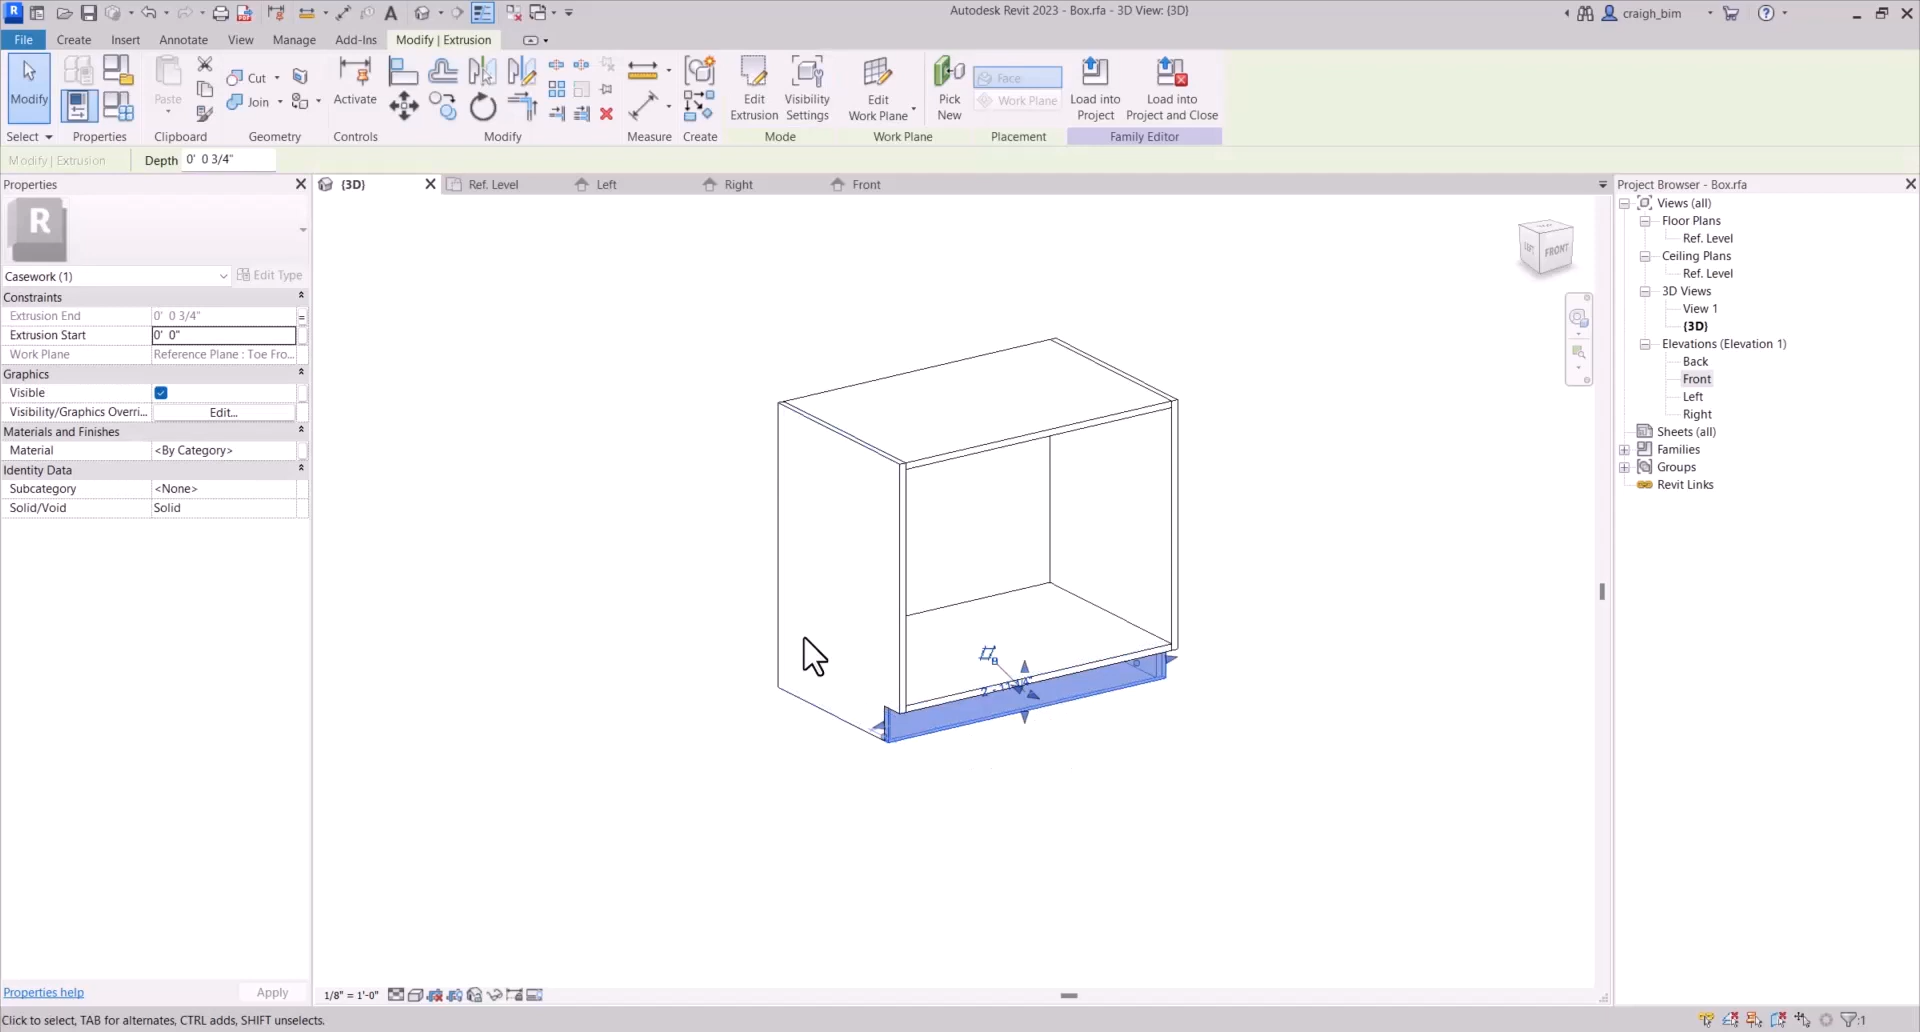 Autodesk Revit 2023 - Box.rfa - 3D View: {3D}
craigh_bim
File
Create
Insert
Annotate
View
Manage
Add-Ins
Modify | Extrusion
Modify
Paste
Cut
Join
Activate
Edit Extrusion
Visibility Settings
Edit Work Plane
Pick New
Face
Work Plane
Load into Project
Load into Project and Close
Select
Properties
Clipboard
Geometry
Controls
Modify
Measure
Create
Mode
Work Plane
Placement
Family Editor
Modify | Extrusion
Depth 0' 0 3/4"
Properties
{3D}
Ref. Level
Left
Right
Front
Project Browser - Box.rfa
R
Casework (1)
Edit Type
Constraints
Extrusion End 0' 0 3/4"
Extrusion Start 0' 0"
Work Plane Reference Plane : Toe Fro...
Graphics
Visible
Visibility/Graphics Overri... Edit...
Materials and Finishes
Material <By Category>
Identity Data
Subcategory <None>
Solid/Void Solid
FRONT
Views (all)
Floor Plans
Ref. Level
Ceiling Plans
Ref. Level
3D Views
View 1
{3D}
Elevations (Elevation 1)
Back
Front
Left
Right
Sheets (all)
Families
Groups
Revit Links
Properties help
Apply
1/8" = 1'-0"
Click to select, TAB for alternates, CTRL adds, SHIFT unselects.
:1